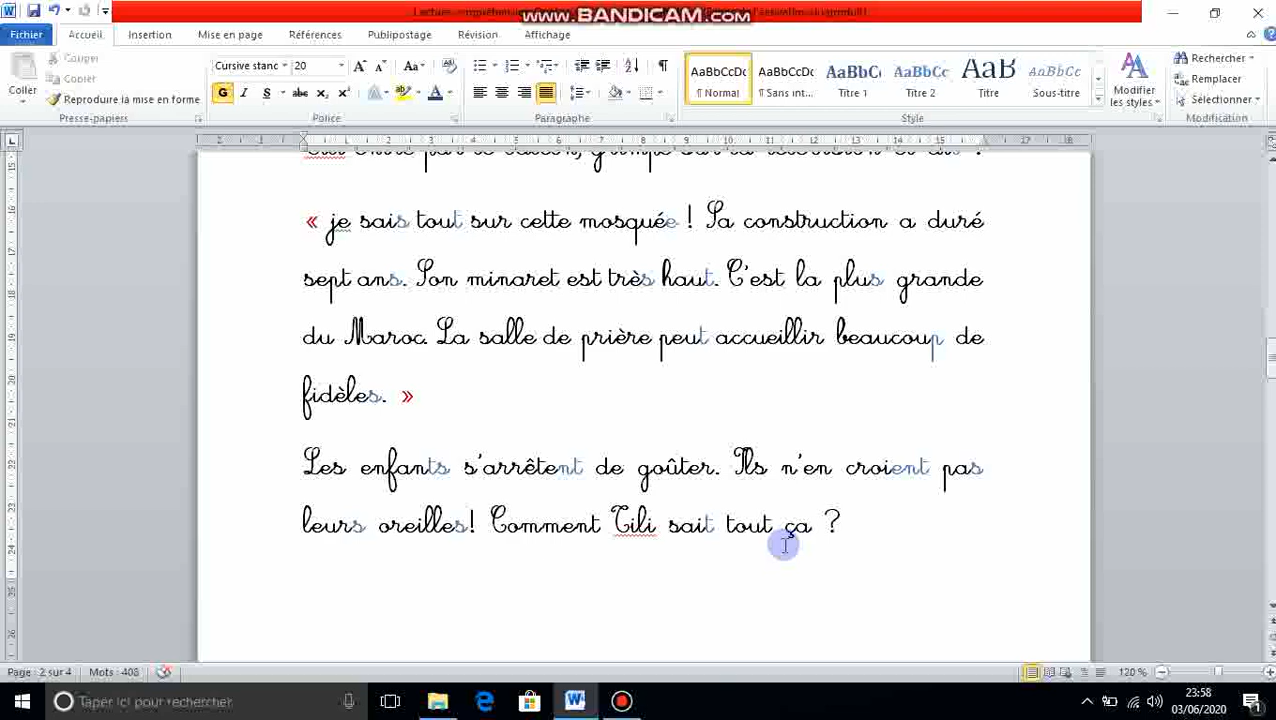 www.BANDICAM.com
Fichier Accueil Insertion Mise en page Références Publipostage Révision Affichage
Coller
Couper
Copier
Reproduire la mise en forme
Presse-papiers
Cursive stanc 20
G I S
Police
Paragraphe
AaBbCcDc AaBbCcDc AaBbC AaBbCc AaB AaBbCc
¶ Normal ¶ Sans int... Titre 1 Titre 2 Titre Sous-titre
Style
Modifier les styles
Rechercher
Remplacer
Sélectionner
Modification
« je sais tout sur cette mosquée ! Sa construction a duré
sept ans. Son minaret est très haut. C'est la plus grande
du Maroc. La salle de prière peut accueillir beaucoup de
fidèles. »
Les enfants s'arrêtent de goûter. Ils n'en croient pas
leurs oreilles! Comment Tili sait tout ça ?
Page : 2 sur 4 Mots : 408 120 %
Taper ici pour rechercher
23:58
03/06/2020